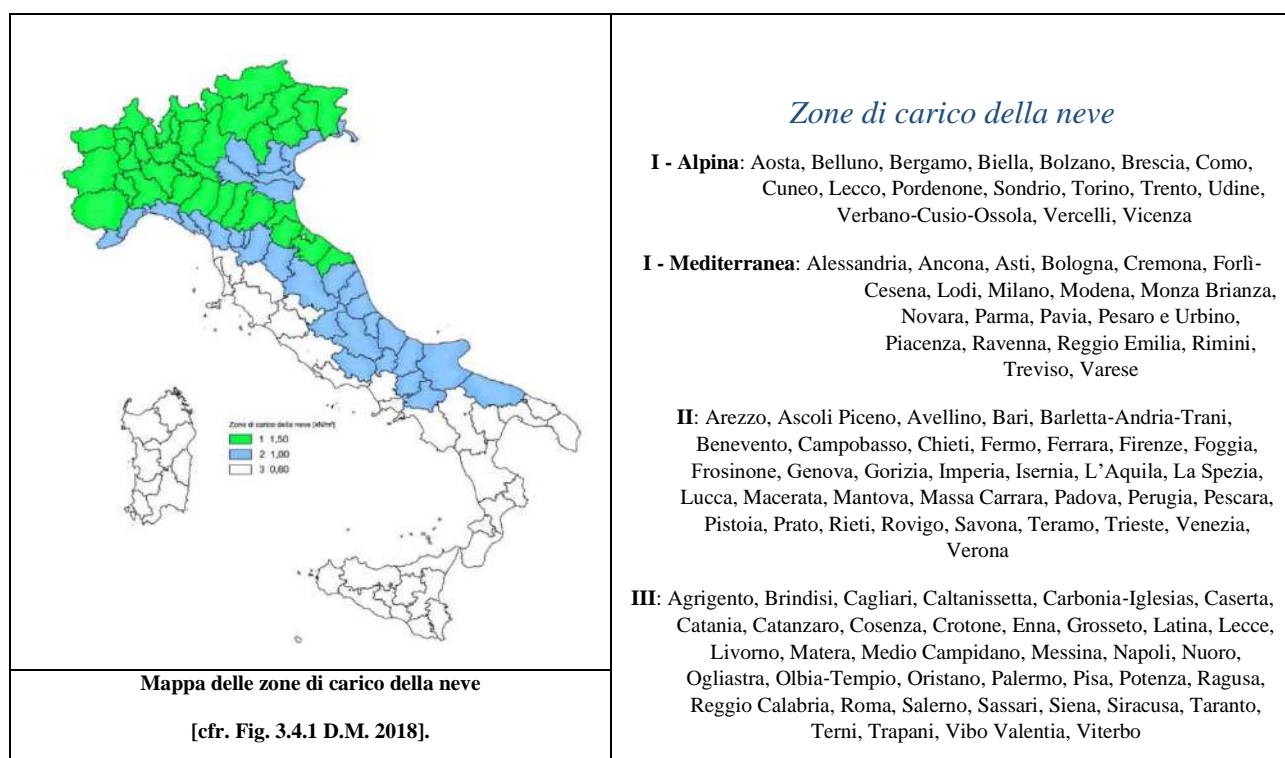 Zone di carico della neve [kN/m²]
1 1,50
2 1,00
3 0,60
Mappa delle zone di carico della neve
[cfr. Fig. 3.4.1 D.M. 2018].
Zone di carico della neve
I - Alpina: Aosta, Belluno, Bergamo, Biella, Bolzano, Brescia, Como,
Cuneo, Lecco, Pordenone, Sondrio, Torino, Trento, Udine,
Verbano-Cusio-Ossola, Vercelli, Vicenza
I - Mediterranea: Alessandria, Ancona, Asti, Bologna, Cremona, Forlì-
Cesena, Lodi, Milano, Modena, Monza Brianza,
Novara, Parma, Pavia, Pesaro e Urbino,
Piacenza, Ravenna, Reggio Emilia, Rimini,
Treviso, Varese
II: Arezzo, Ascoli Piceno, Avellino, Bari, Barletta-Andria-Trani,
Benevento, Campobasso, Chieti, Fermo, Ferrara, Firenze, Foggia,
Frosinone, Genova, Gorizia, Imperia, Isernia, L’Aquila, La Spezia,
Lucca, Macerata, Mantova, Massa Carrara, Padova, Perugia, Pescara,
Pistoia, Prato, Rieti, Rovigo, Savona, Teramo, Trieste, Venezia,
Verona
III: Agrigento, Brindisi, Cagliari, Caltanissetta, Carbonia-Iglesias, Caserta,
Catania, Catanzaro, Cosenza, Crotone, Enna, Grosseto, Latina, Lecce,
Livorno, Matera, Medio Campidano, Messina, Napoli, Nuoro,
Ogliastra, Olbia-Tempio, Oristano, Palermo, Pisa, Potenza, Ragusa,
Reggio Calabria, Roma, Salerno, Sassari, Siena, Siracusa, Taranto,
Terni, Trapani, Vibo Valentia, Viterbo